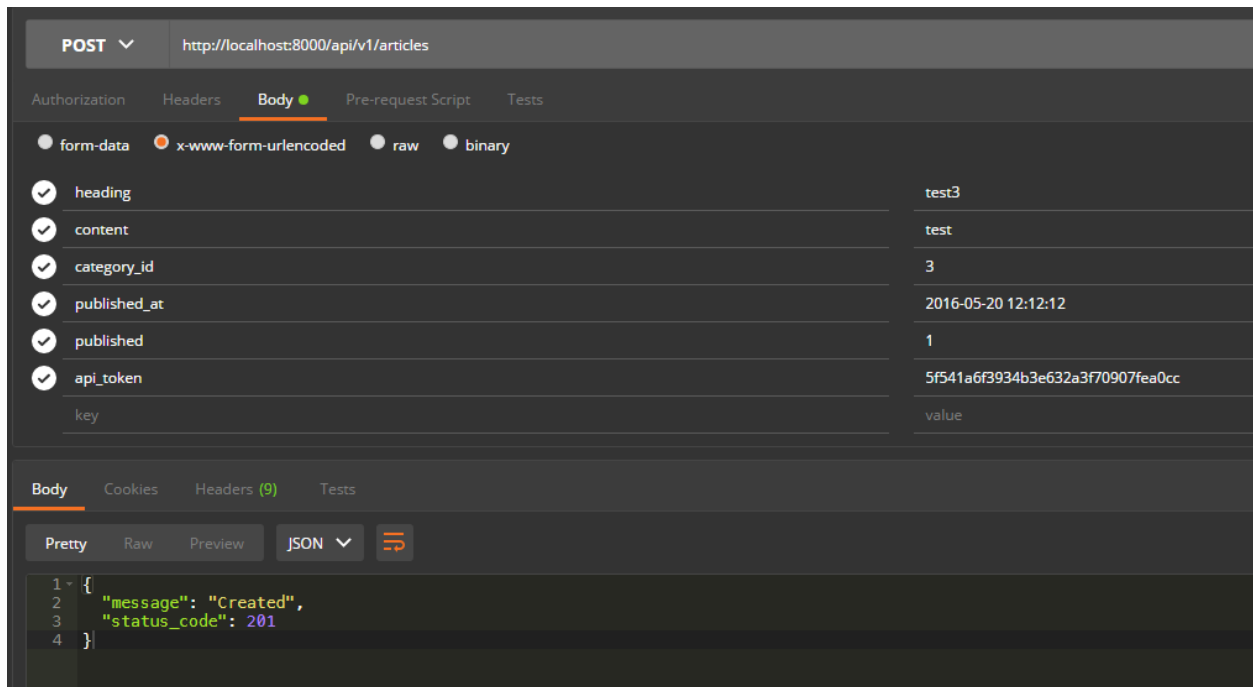 POST http://localhost:8000/api/v1/articles
Authorization Headers Body Pre-request Script Tests
form-data x-www-form-urlencoded raw binary
heading test3
content test
category_id 3
published_at 2016-05-20 12:12:12
published 1
api_token 5f541a6f3934b3e632a3f70907fea0cc
key value
Body Cookies Headers (9) Tests
Pretty Raw Preview JSON
1 {
2 "message": "Created",
3 "status_code": 201
4 }